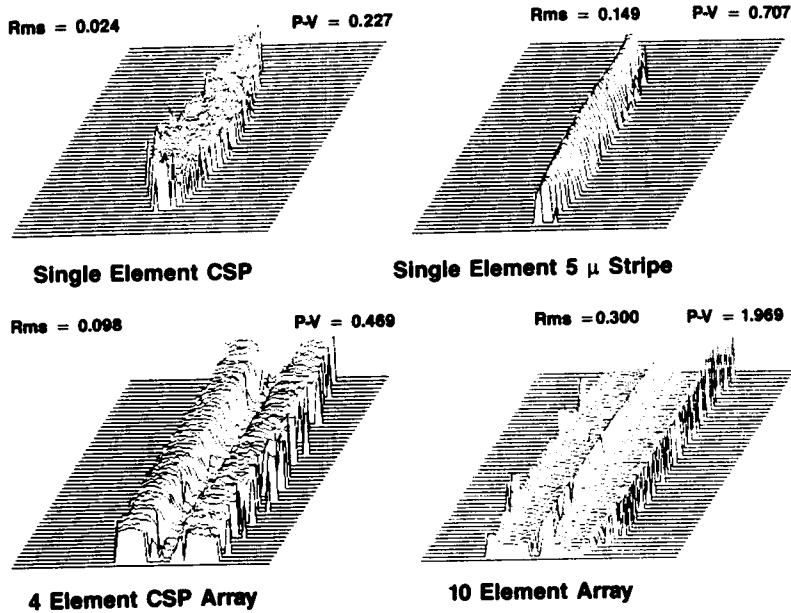 Rms = 0.024 P-V = 0.227
Rms = 0.149 P-V = 0.707
Single Element CSP
Single Element 5 μ Stripe
Rms = 0.098 P-V = 0.469
Rms = 0.300 P-V = 1.969
4 Element CSP Array
10 Element Array